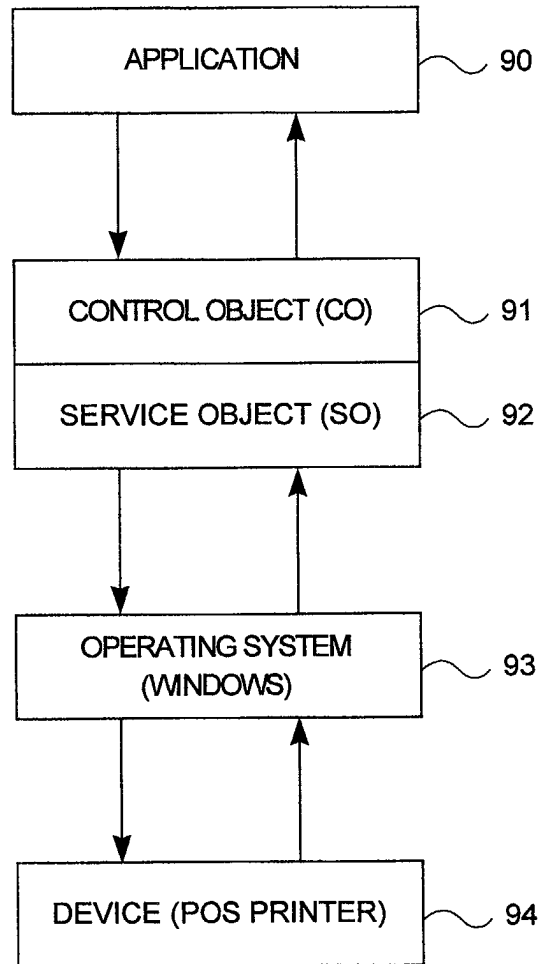 APPLICATION
90
CONTROL OBJECT (CO)
91
SERVICE OBJECT (SO)
92
OPERATING SYSTEM
(WINDOWS)
93
DEVICE (POS PRINTER)
94